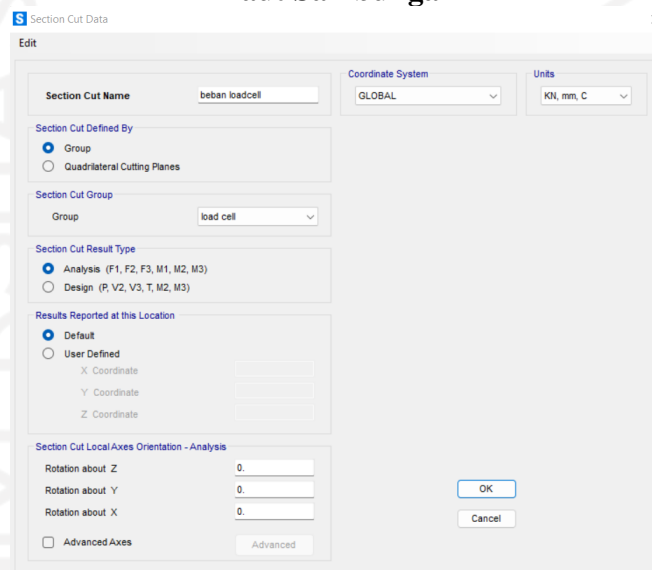 Section Cut Data
Edit
Section Cut Name beban loadcell
Coordinate System
GLOBAL
Units
KN, mm, C
Section Cut Defined By
Group
Quadrilateral Cutting Planes
Section Cut Group
Group load cell
Section Cut Result Type
Analysis (F1, F2, F3, M1, M2, M3)
Design (P, V2, V3, T, M2, M3)
Results Reported at this Location
Default
User Defined
X Coordinate
Y Coordinate
Z Coordinate
Section Cut Local Axes Orientation - Analysis
Rotation about Z 0.
Rotation about Y 0.
Rotation about X 0.
Advanced Axes Advanced
OK
Cancel